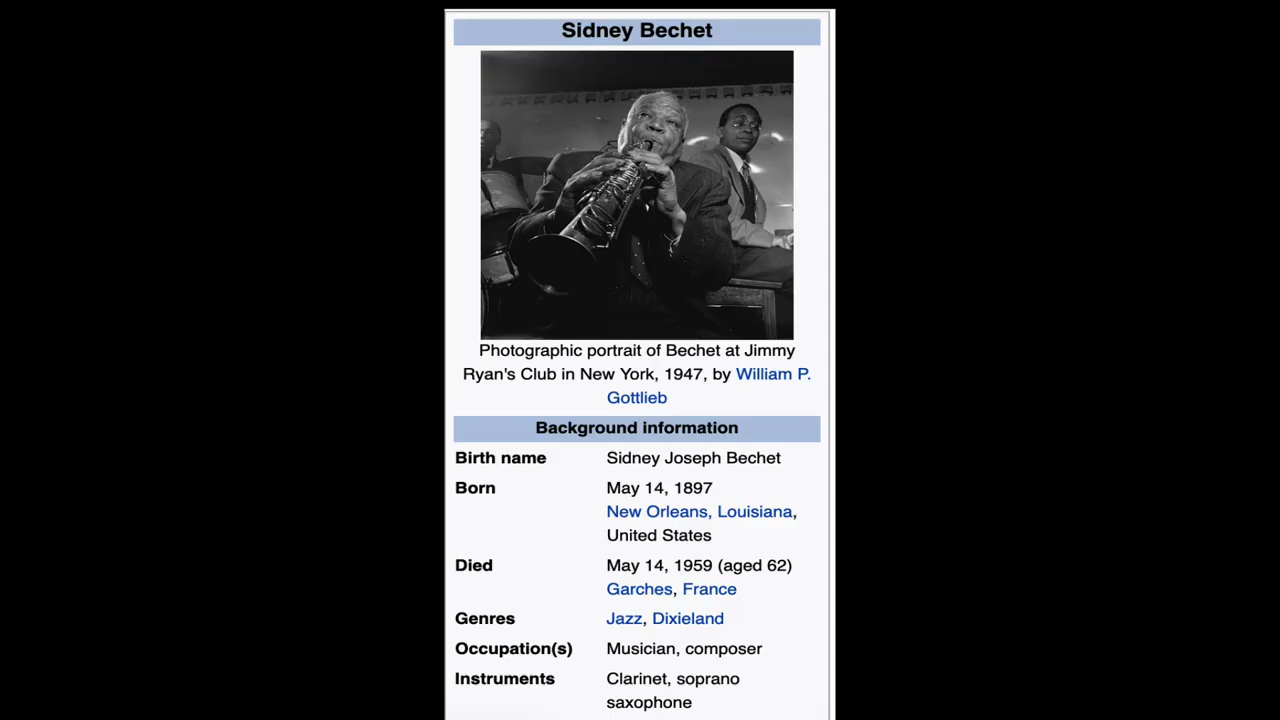 Sidney Bechet
Photographic portrait of Bechet at Jimmy
Ryan's Club in New York, 1947, by William P.
Gottlieb
Background information
Birth name Sidney Joseph Bechet
Born May 14, 1897
New Orleans, Louisiana,
United States
Died May 14, 1959 (aged 62)
Garches, France
Genres Jazz, Dixieland
Occupation(s) Musician, composer
Instruments Clarinet, soprano
saxophone